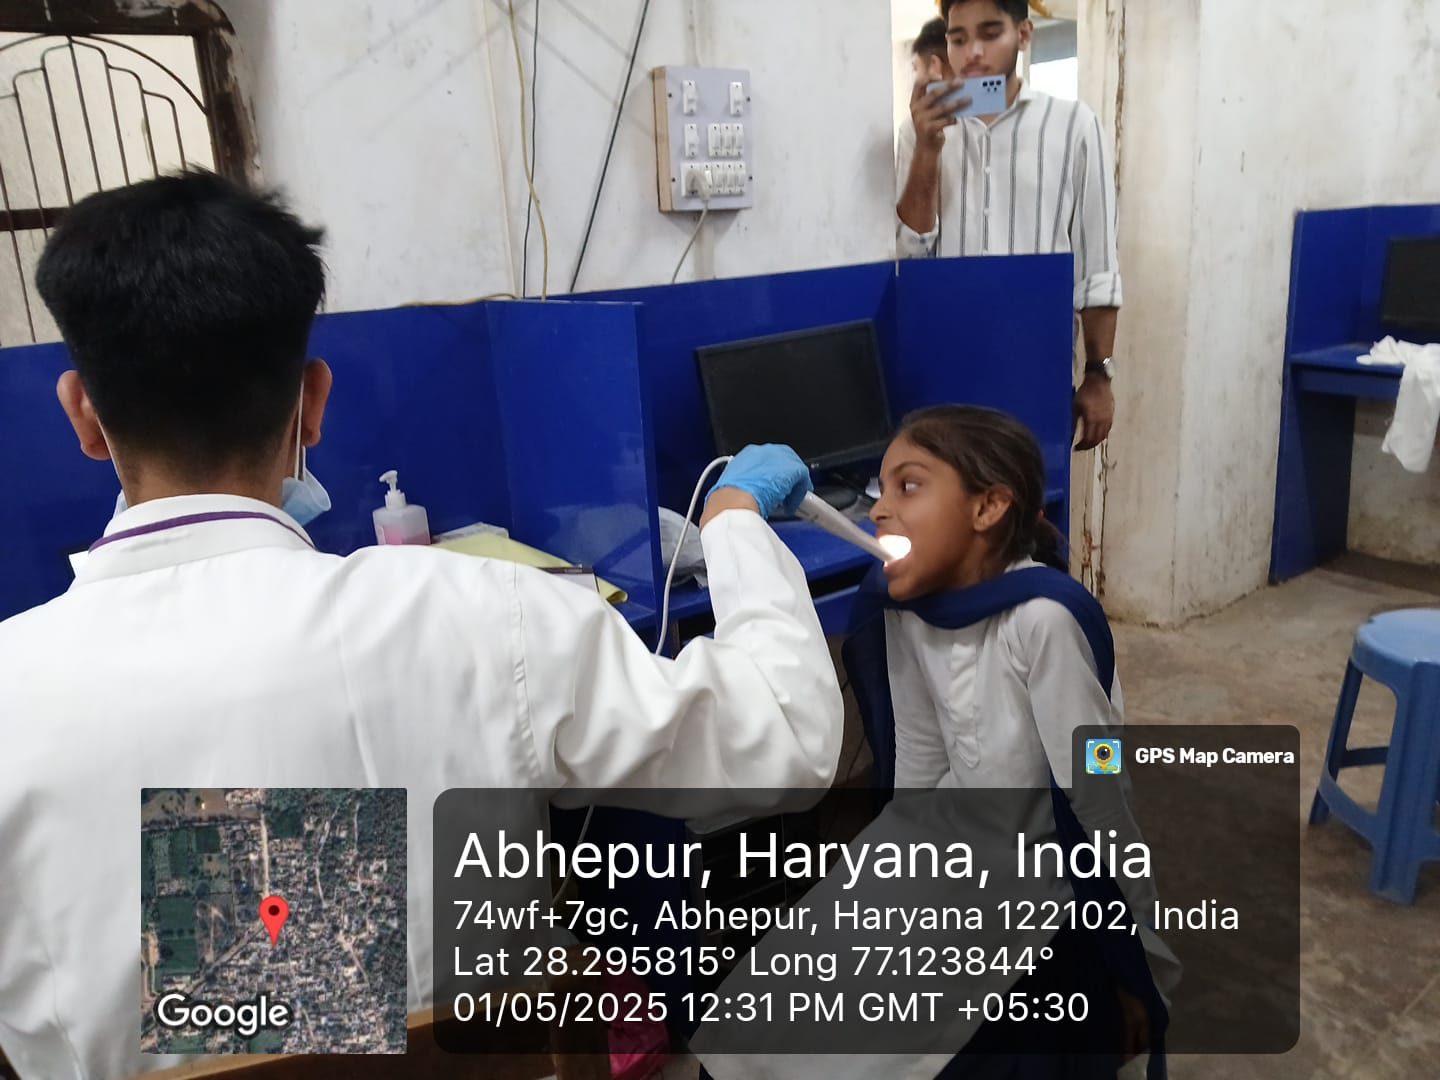 GPS Map Camera
Abhepur, Haryana, India
74wf+7gc, Abhepur, Haryana 122102, India
Lat 28.295815° Long 77.123844°
01/05/2025 12:31 PM GMT +05:30
Google